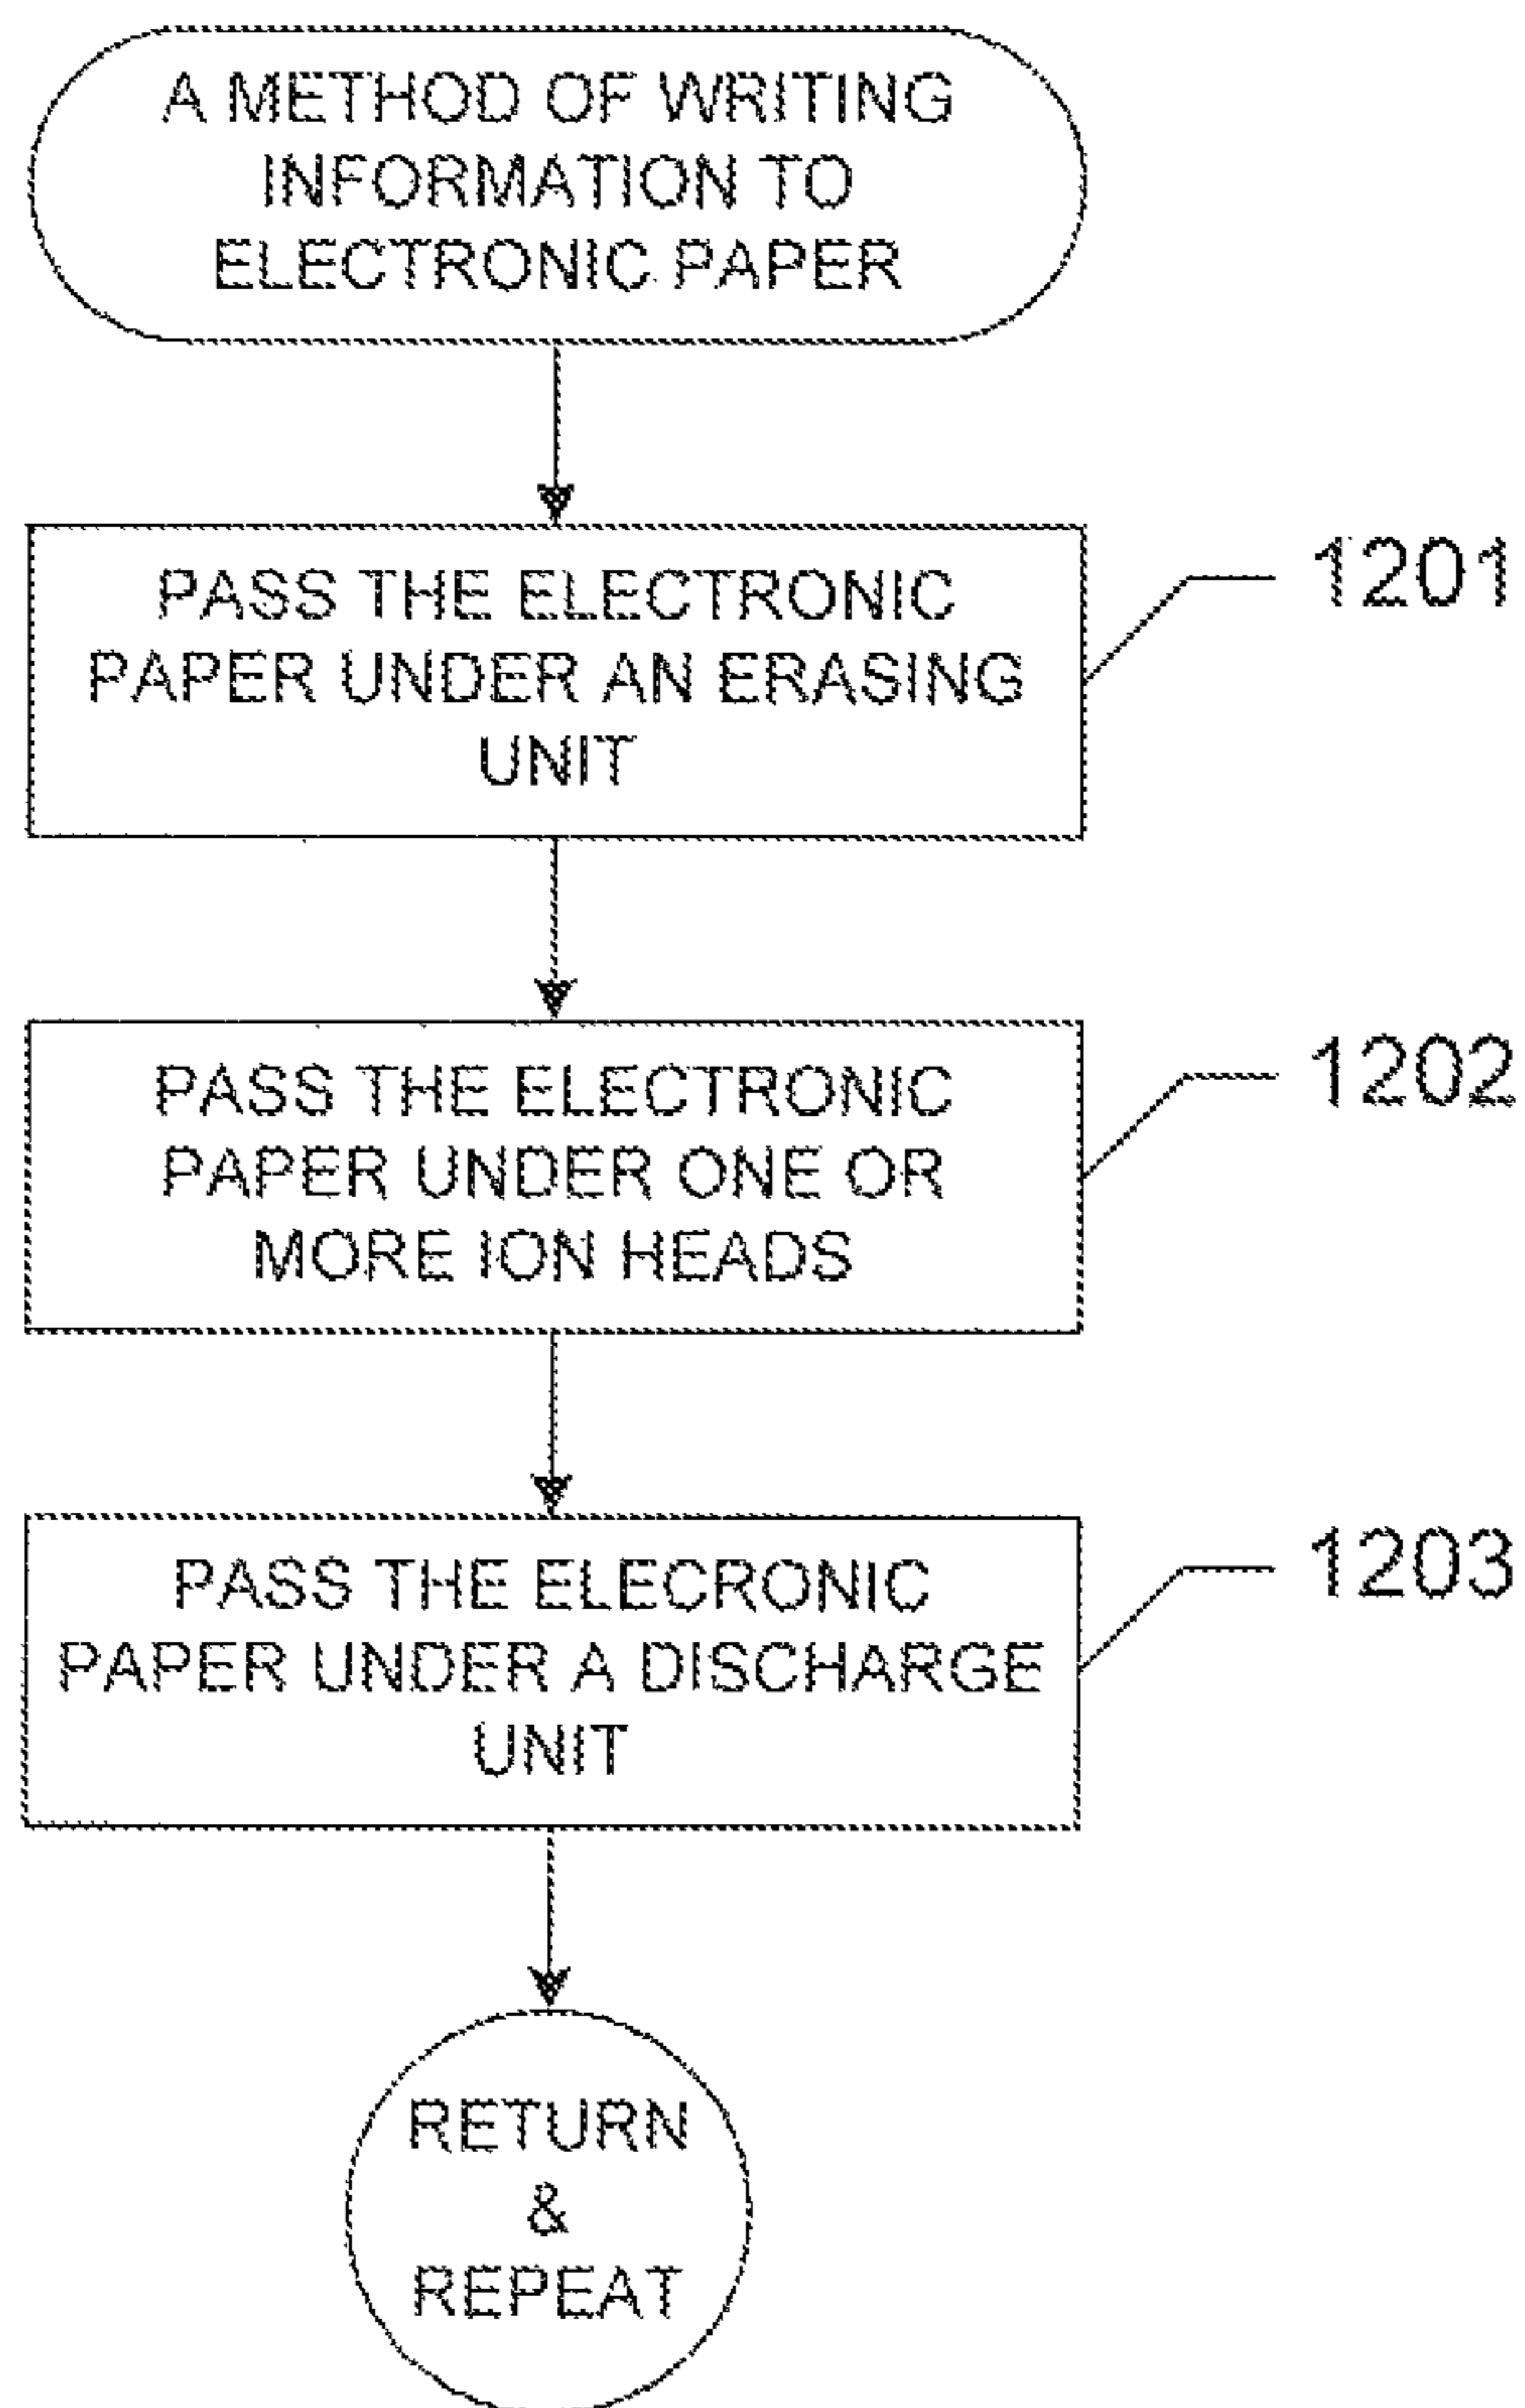 A METHOD OF WRITING
INFORMATION TO
ELECTRONIC PAPER
PASS THE ELECTRONIC
PAPER UNDER AN ERASING
UNIT
1201
PASS THE ELECTRONIC
PAPER UNDER ONE OR
MORE ION HEADS
1202
PASS THE ELECRONIC
PAPER UNDER A DISCHARGE
UNIT
1203
RETURN
&
REPEAT